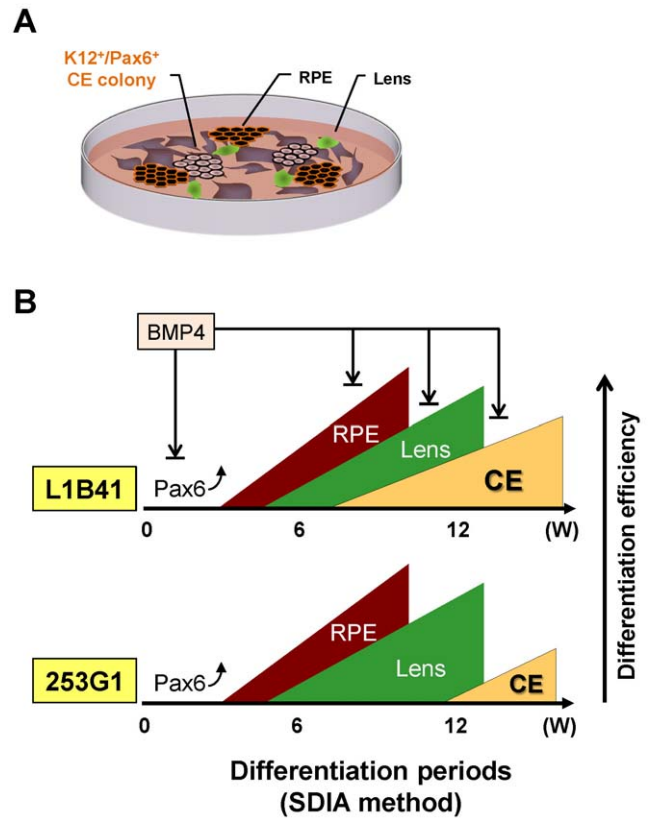 A
K12⁺/Pax6⁺
CE colony
RPE
Lens
B
BMP4
RPE
Lens
CE
L1B41
Pax6
0 6 12 (W)
RPE
Lens
CE
253G1
Pax6
0 6 12 (W)
Differentiation efficiency
Differentiation periods
(SDIA method)